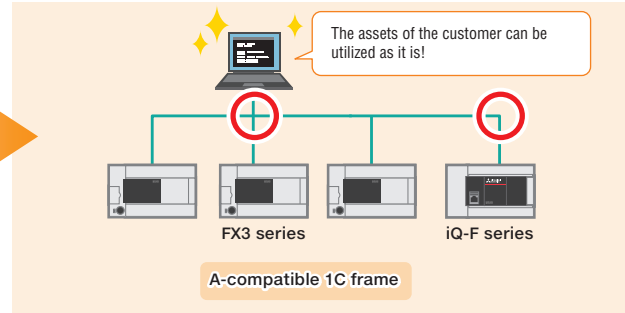 The assets of the customer can be
utilized as it is!
FX3 series
iQ-F series
A-compatible 1C frame